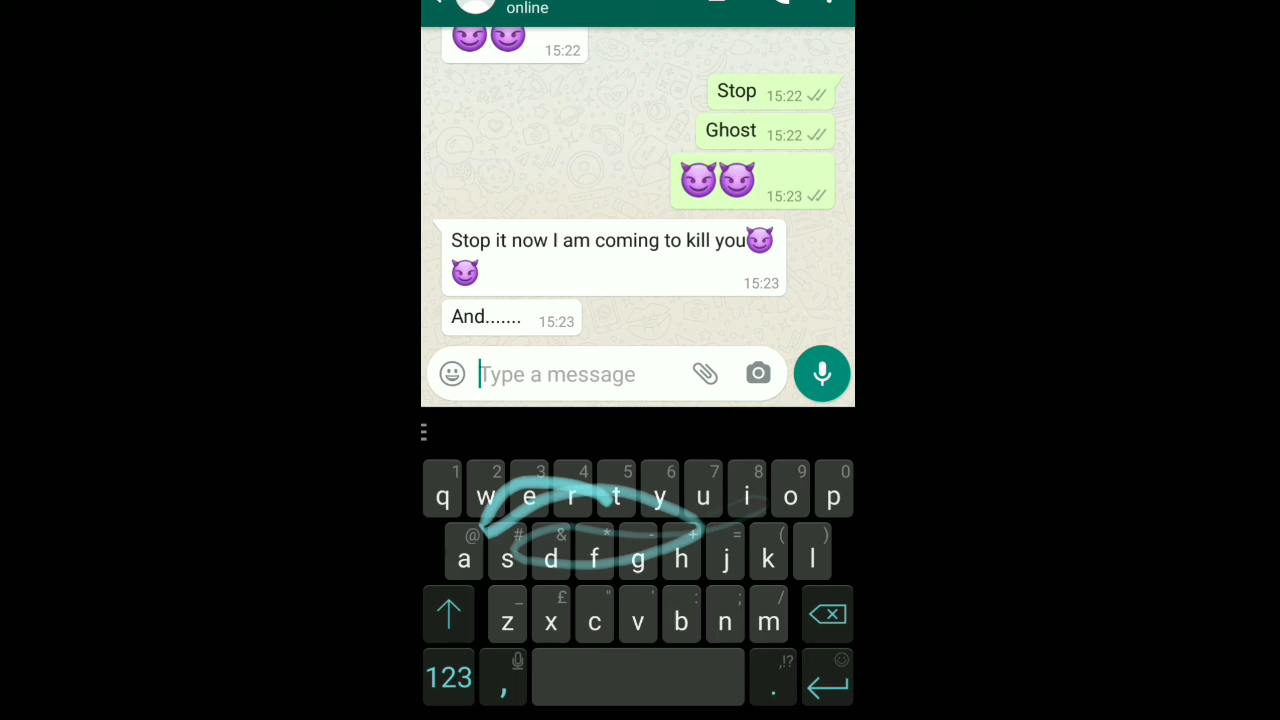 online
😈😈 15:22
Stop 15:22
Ghost 15:22
😈😈 15:23
Stop it now I am coming to kill you😈
😈 15:23
And....... 15:23
Type a message
1 2 3 4 5 6 7 8 9 0
q w e r t y u i o p
@ # & * - + = ( )
a s d f g h j k l
_ £ " ' : ; /
z x c v b n m
,!?
123 , .